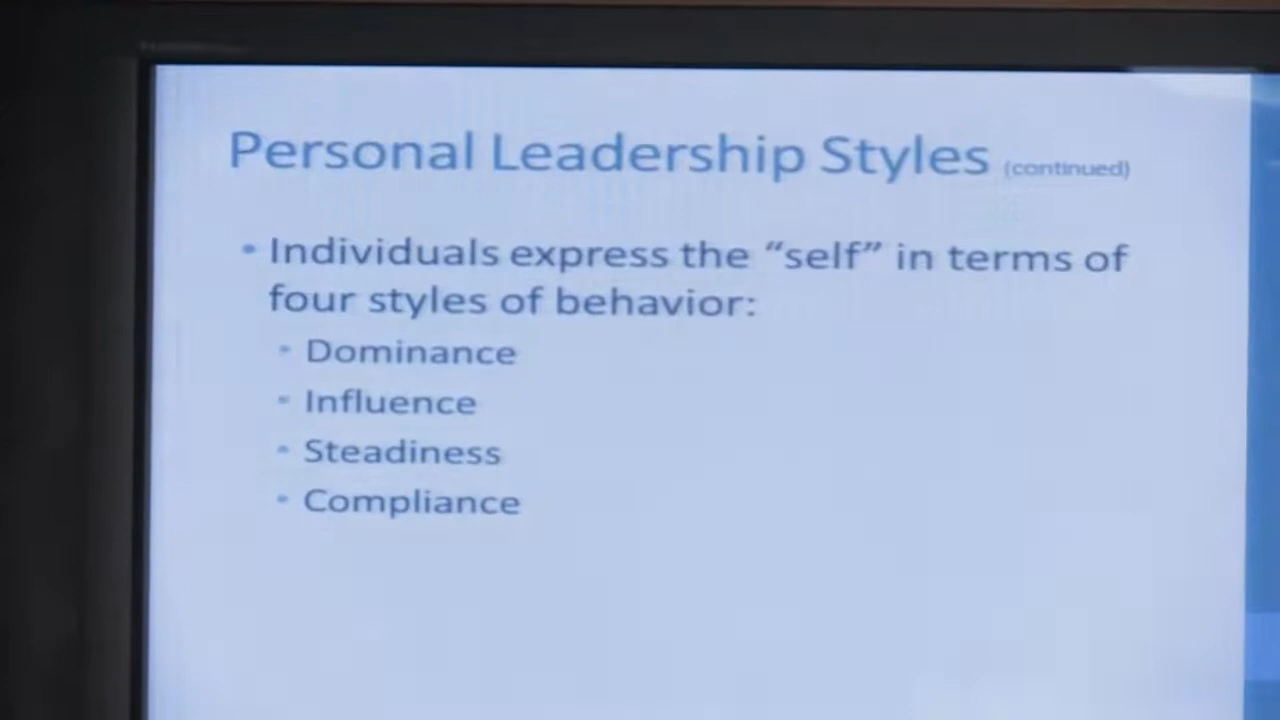 Personal Leadership Styles (continued)
• Individuals express the “self” in terms of
four styles of behavior:
• Dominance
• Influence
• Steadiness
• Compliance